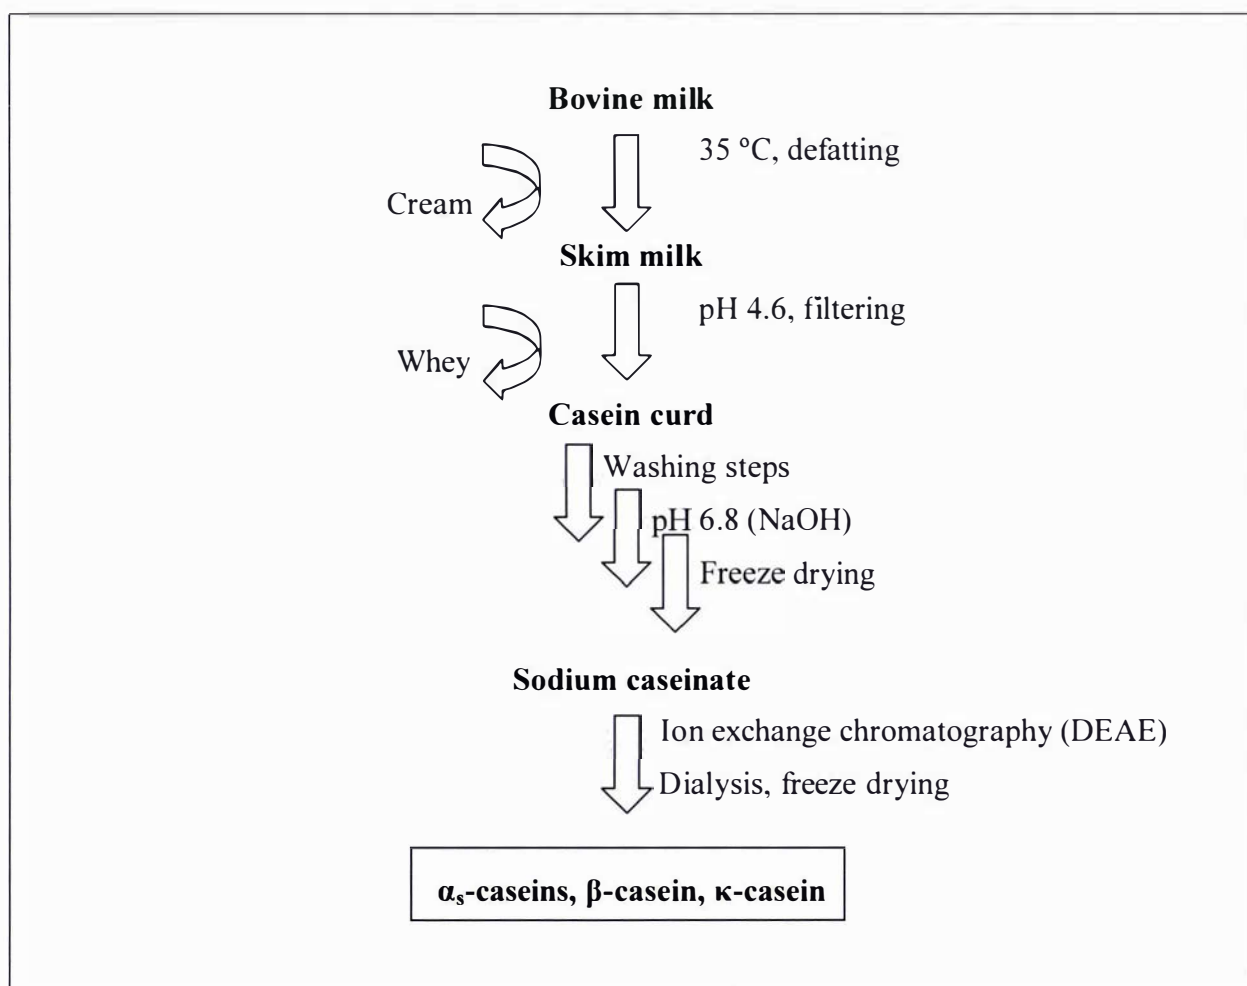 Bovine milk
35 ºC, defatting
Cream
Skim milk
pH 4.6, filtering
Whey
Casein curd
Washing steps
pH 6.8 (NaOH)
Freeze drying
Sodium caseinate
Ion exchange chromatography (DEAE)
Dialysis, freeze drying
αs-caseins, β-casein, κ-casein